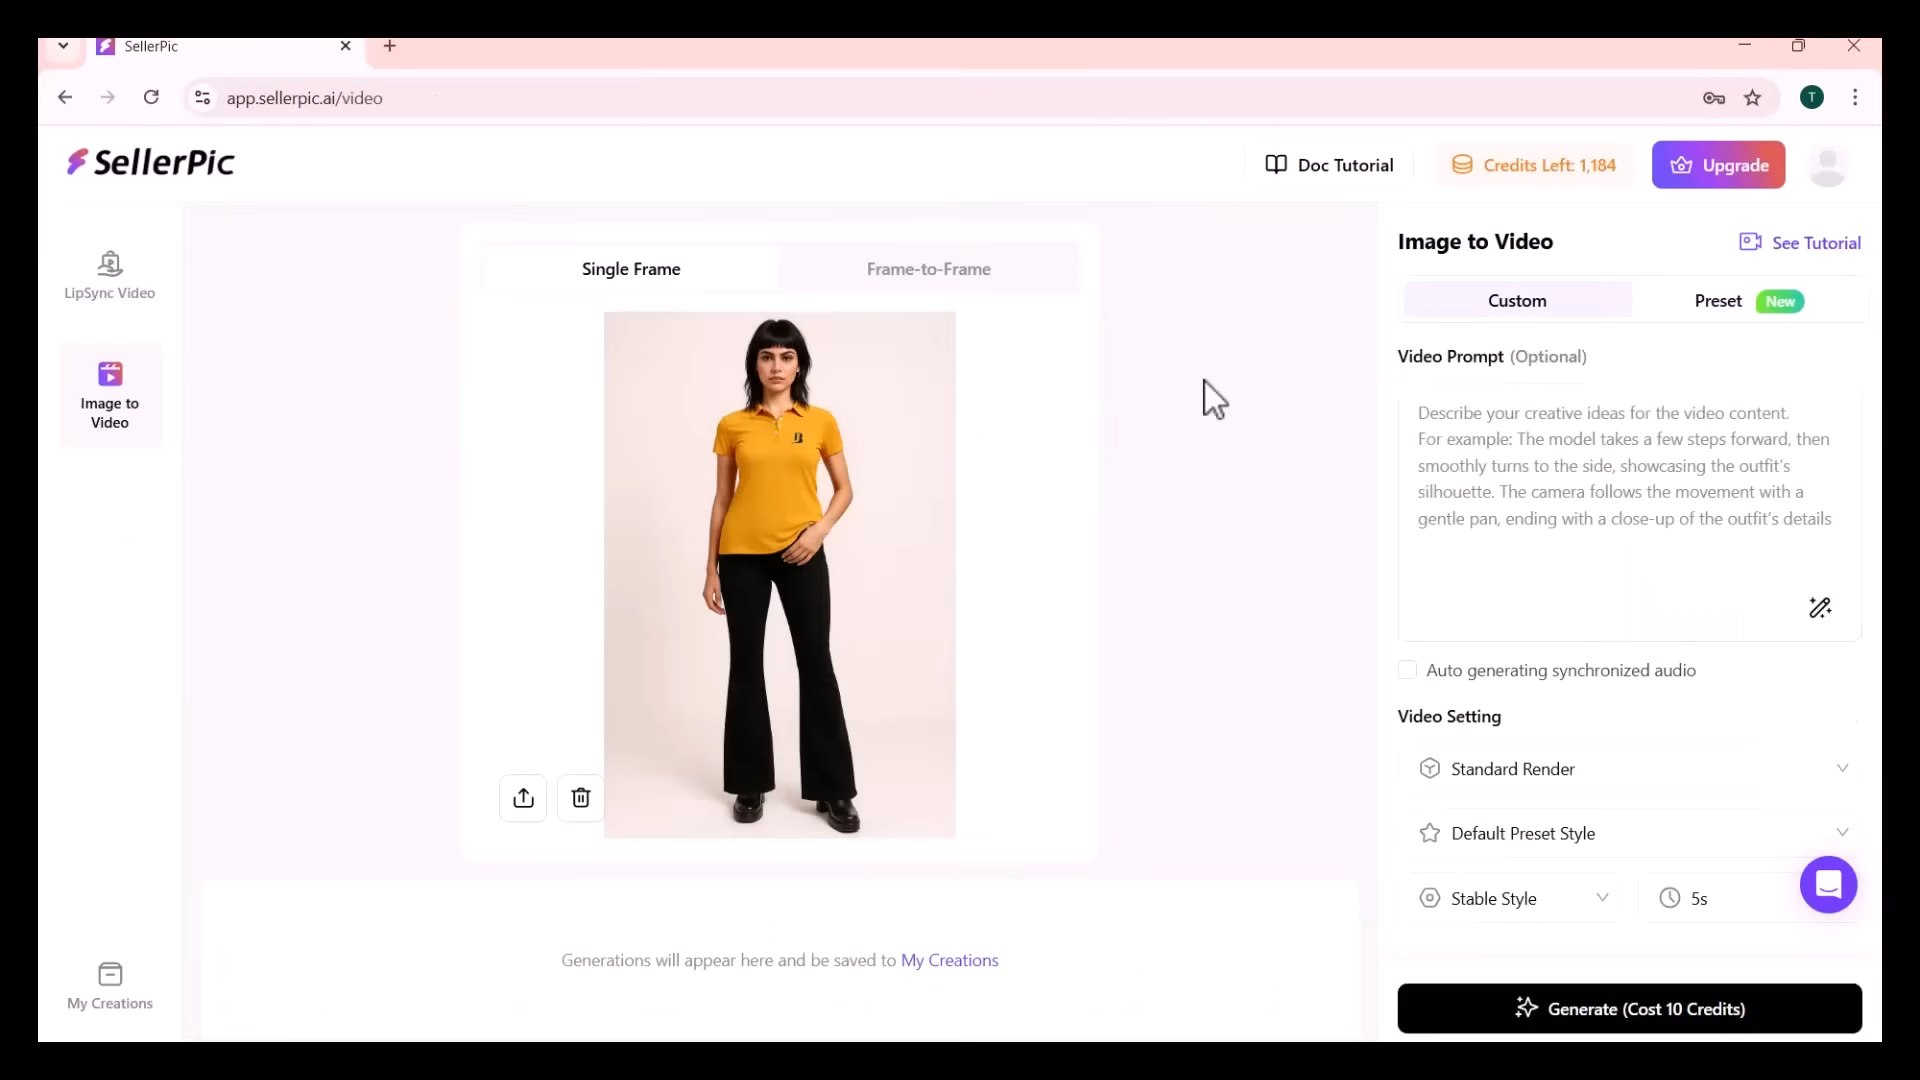 SellerPic
app.sellerpic.ai/video
T
SellerPic
Doc Tutorial
Credits Left: 1,184
Upgrade
LipSync Video
Image to
Video
My Creations
Single Frame
Frame-to-Frame
B
Generations will appear here and be saved to My Creations
Image to Video
See Tutorial
Custom
Preset New
Video Prompt (Optional)
Describe your creative ideas for the video content.
For example: The model takes a few steps forward, then
smoothly turns to the side, showcasing the outfit's
silhouette. The camera follows the movement with a
gentle pan, ending with a close-up of the outfit's details
Auto generating synchronized audio
Video Setting
Standard Render
Default Preset Style
Stable Style
5s
Generate (Cost 10 Credits)